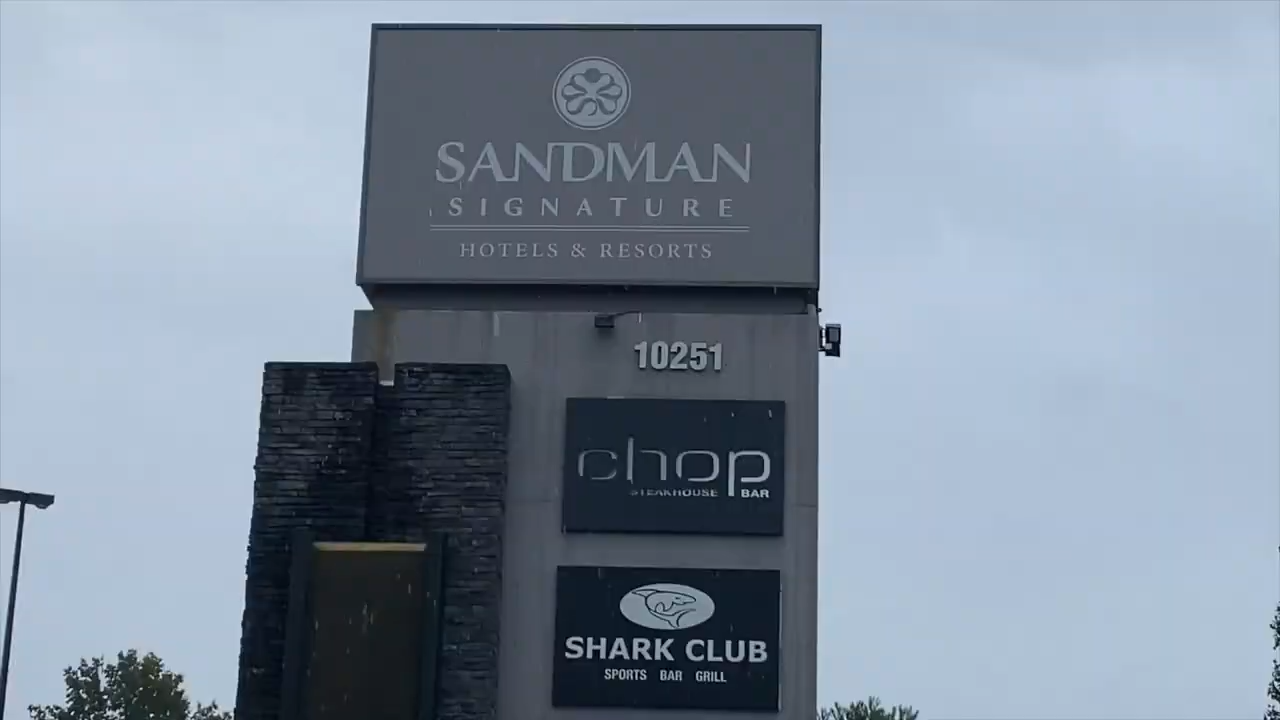 SANDMAN
SIGNATURE
HOTELS & RESORTS
10251
chop
STEAKHOUSE BAR
SHARK CLUB
SPORTS BAR GRILL